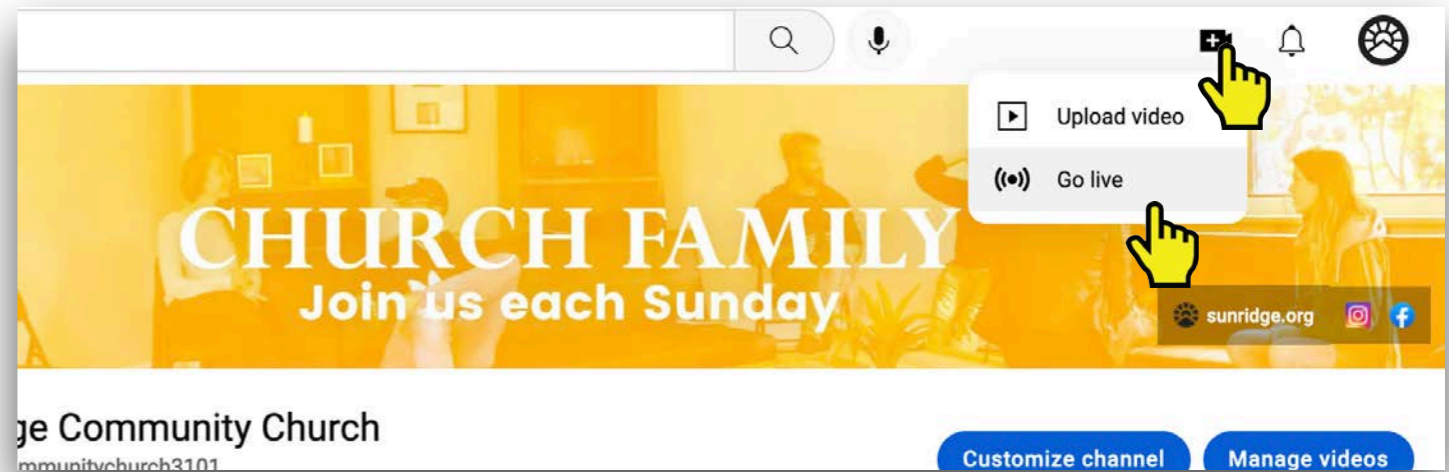 Upload video
Go live
CHURCH FAMILY
Join us each Sunday
sunridge.org
ge Community Church
mmunitychurch3101
Customize channel
Manage videos